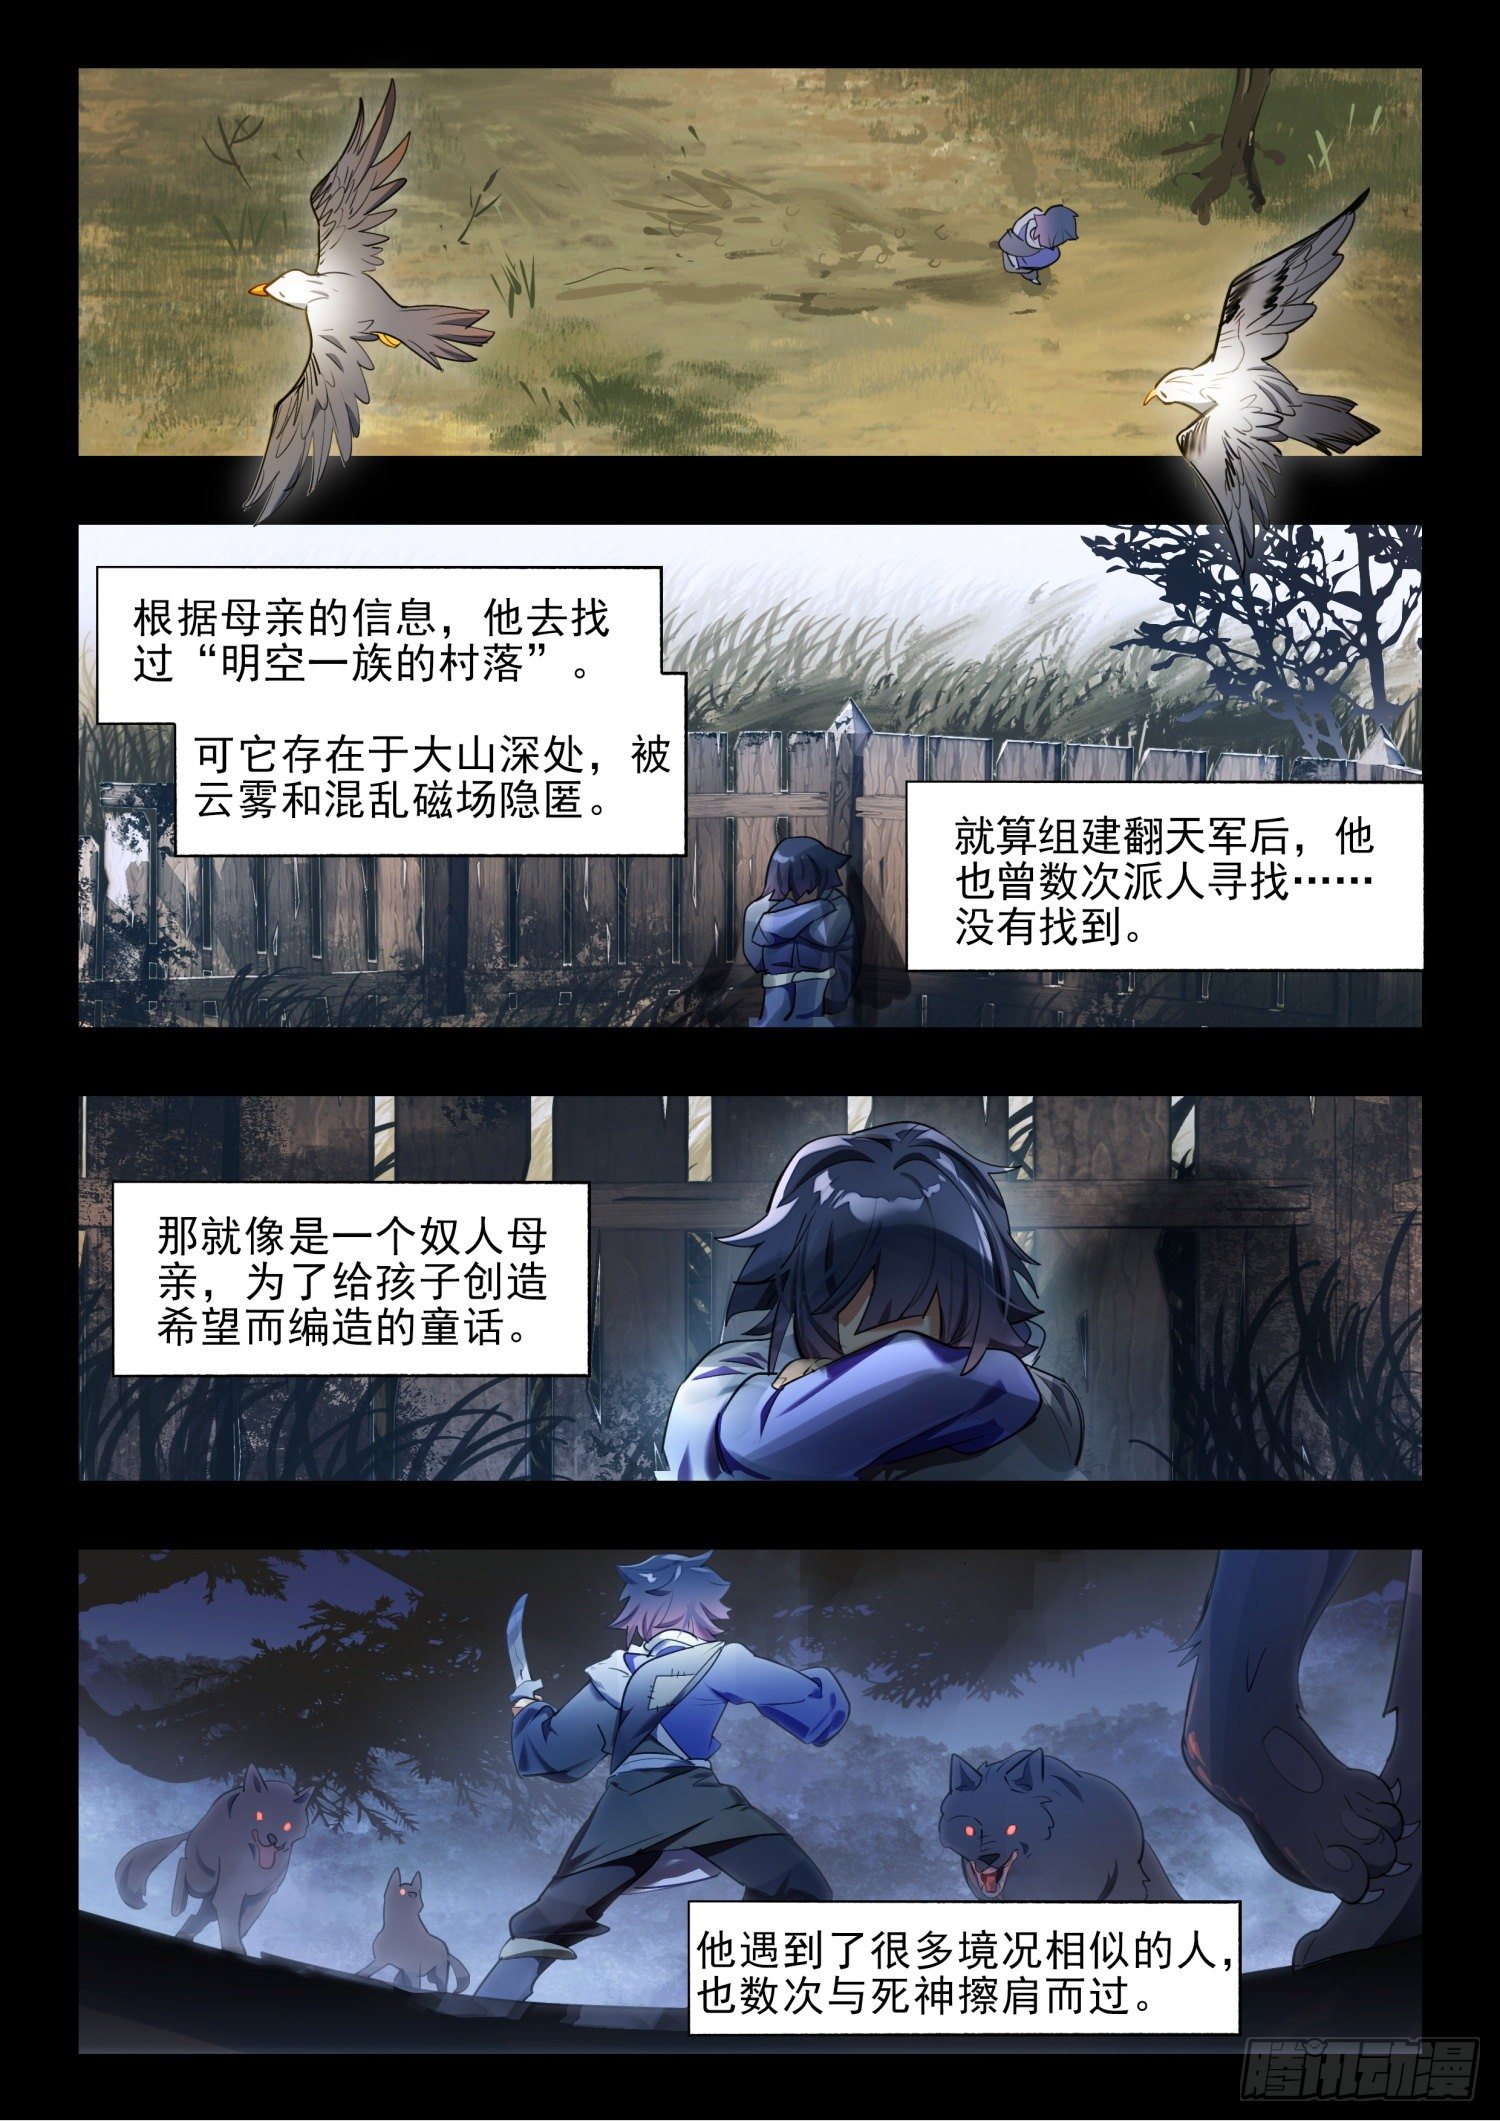 根据母亲的信息，他去找
过“明空一族的村落”。
可它存在于大山深处，被
云雾和混乱磁场隐匿。
就算组建翻天军后，他
也曾数次派人寻找……
没有找到。
那就像是一个奴人母
亲，为了给孩子创造
希望而编造的童话。
他遇到了很多境况相似的人，
也数次与死神擦肩而过。
腾讯动漫